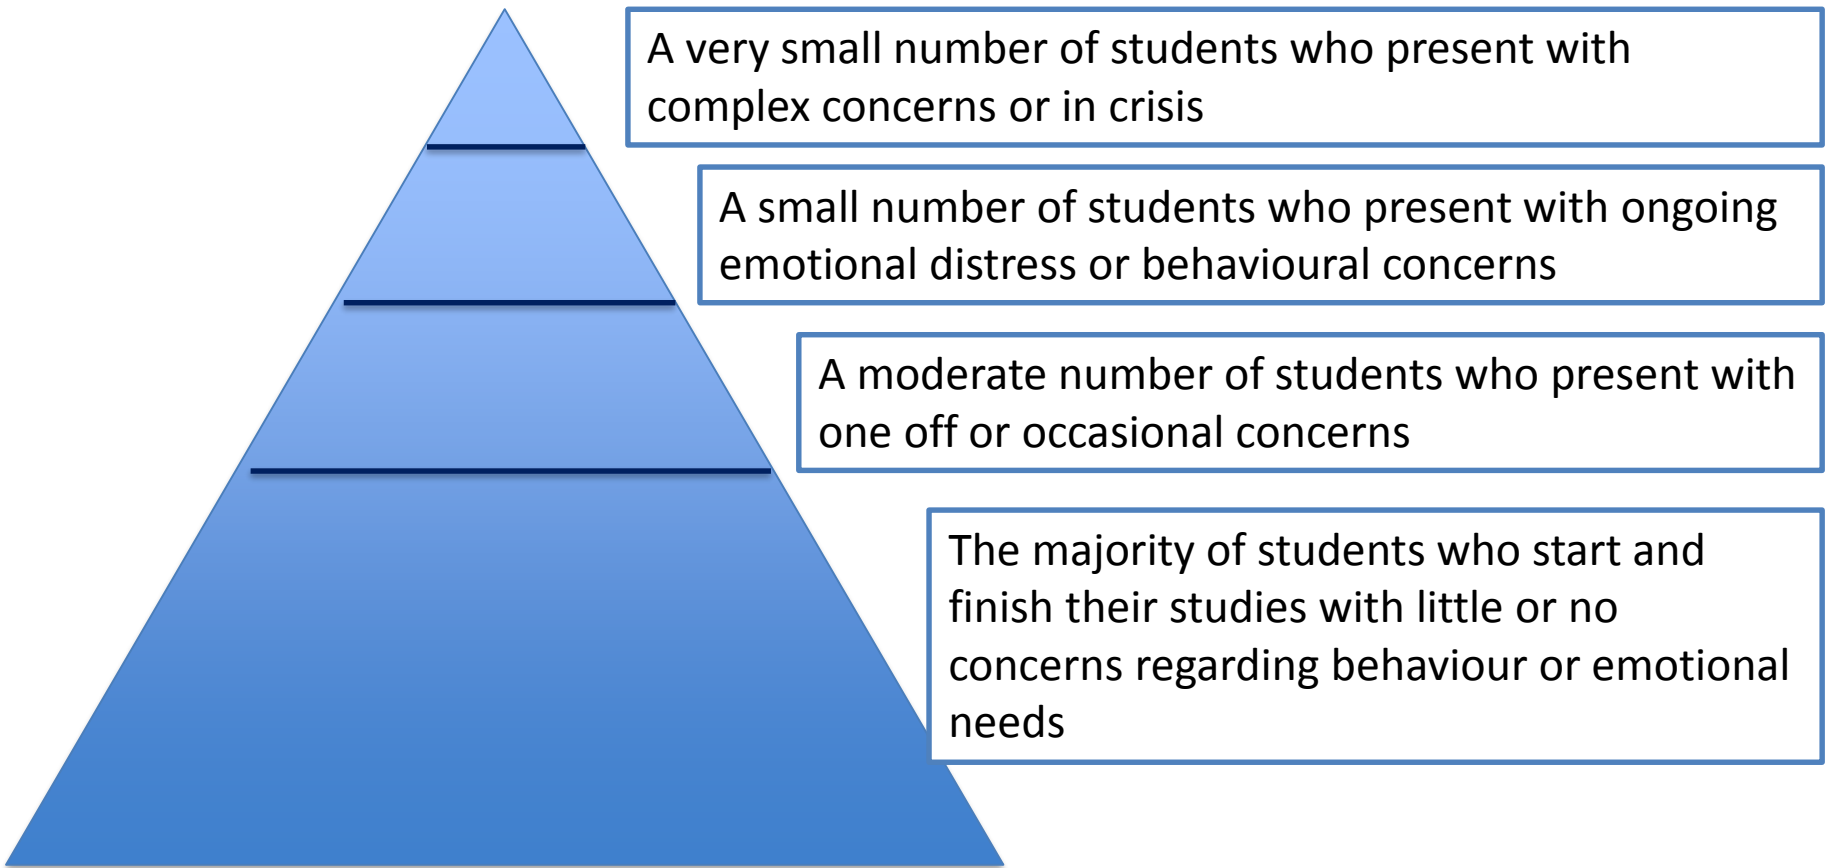 A very small number of students who present with
complex concerns or in crisis
A small number of students who present with ongoing
emotional distress or behavioural concerns
A moderate number of students who present with
one off or occasional concerns
The majority of students who start and
finish their studies with little or no
concerns regarding behaviour or emotional
needs